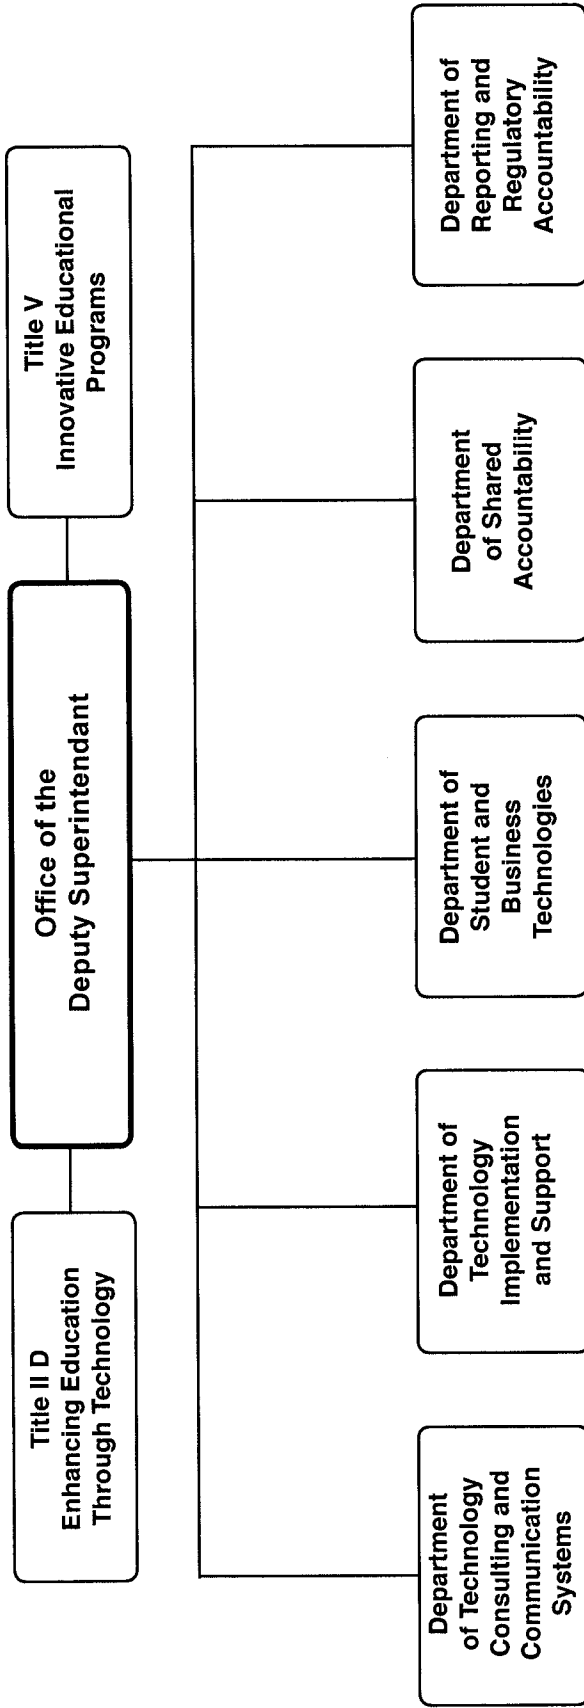 Title II D
Enhancing Education
Through Technology
Office of the
Deputy Superintendant
Title V
Innovative Educational
Programs
Department
of Technology
Consulting and
Communication
Systems
Department of
Technology
Implementation
and Support
Department of
Student and
Business
Technologies
Department
of Shared
Accountability
Department of
Reporting and
Regulatory
Accountability